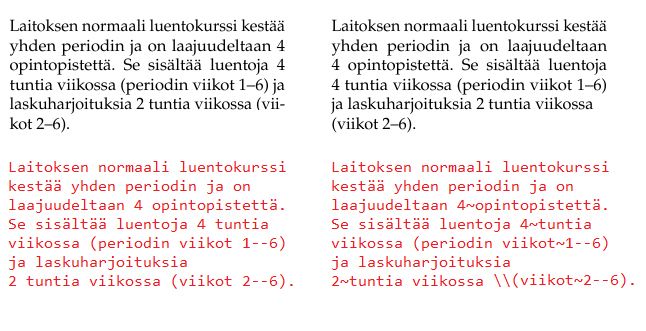 Laitoksen normaali luentokurssi kestää
yhden periodin ja on laajuudeltaan 4
opintopistettä. Se sisältää luentoja 4
tuntia viikossa (periodin viikot 1–6) ja
laskuharjoituksia 2 tuntia viikossa (vii-
kot 2–6).
Laitoksen normaali luentokurssi
kestää yhden periodin ja on
laajuudeltaan 4 opintopistettä.
Se sisältää luentoja 4 tuntia
viikossa (periodin viikot 1--6)
ja laskuharjoituksia
2 tuntia viikossa (viikot 2--6).
Laitoksen normaali luentokurssi kestää
yhden periodin ja on laajuudeltaan
4 opintopistettä. Se sisältää luentoja
4 tuntia viikossa (periodin viikot 1–6)
ja laskuharjoituksia 2 tuntia viikossa
(viikot 2–6).
Laitoksen normaali luentokurssi
kestää yhden periodin ja on
laajuudeltaan 4~opintopistettä.
Se sisältää luentoja 4~tuntia
viikossa (periodin viikot~1--6)
ja laskuharjoituksia
2~tuntia viikossa \\(viikot~2--6).